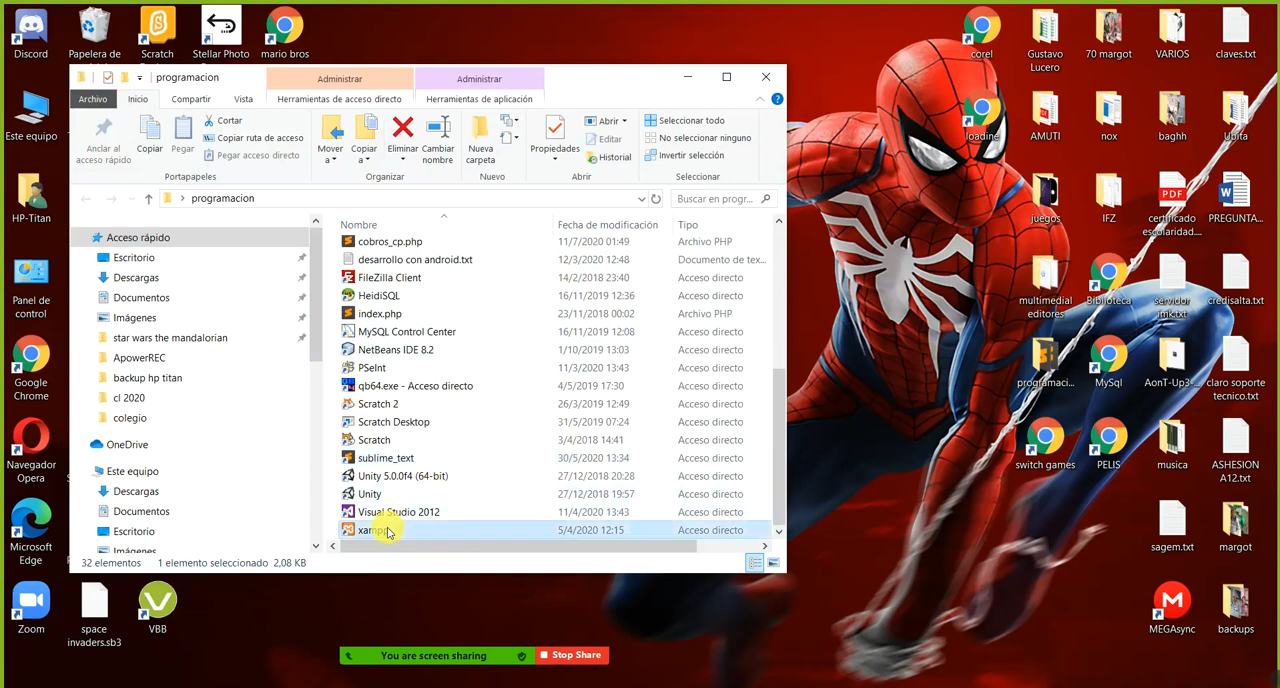 Discord
Papelera de
Scratch
Stellar Photo
mario bros
corel
Gustavo
Lucero
70 margot
VARIOS
claves.txt
programacion
Administrar
Administrar
Archivo
Inicio
Compartir
Vista
Herramientas de acceso directo
Herramientas de aplicación
Anclar al
acceso rápido
Copiar
Pegar
Cortar
Copiar ruta de acceso
Pegar acceso directo
Portapapeles
Mover
a
Copiar
a
Eliminar
Cambiar
nombre
Organizar
Nueva
carpeta
Nuevo
Propiedades
Abrir
Editar
Historial
Abrir
Seleccionar todo
No seleccionar ninguno
Invertir selección
Seleccionar
programacion
Buscar en progr...
Acceso rápido
Escritorio
Descargas
Documentos
Imágenes
star wars the mandalorian
ApowerREC
backup hp titan
cl 2020
colegio
OneDrive
Este equipo
Descargas
Documentos
Escritorio
Imágenes
Nombre
Fecha de modificación
Tipo
cobros_cp.php 11/7/2020 01:49 Archivo PHP
desarrollo con android.txt 12/3/2020 12:48 Documento de tex...
FileZilla Client 14/2/2018 23:40 Acceso directo
HeidiSQL 16/11/2019 12:36 Acceso directo
index.php 23/11/2018 00:02 Archivo PHP
MySQL Control Center 16/11/2019 12:08 Acceso directo
NetBeans IDE 8.2 1/10/2019 13:03 Acceso directo
PSeInt 11/3/2020 13:43 Acceso directo
qb64.exe - Acceso directo 4/5/2019 17:30 Acceso directo
Scratch 2 26/3/2019 12:49 Acceso directo
Scratch Desktop 31/5/2019 07:24 Acceso directo
Scratch 3/4/2018 14:41 Acceso directo
sublime_text 30/5/2020 13:34 Acceso directo
Unity 5.0.0f4 (64-bit) 27/12/2018 20:28 Acceso directo
Unity 27/12/2018 19:57 Acceso directo
Visual Studio 2012 11/4/2020 13:43 Acceso directo
xampp 5/4/2020 12:15 Acceso directo
32 elementos
1 elemento seleccionado 2,08 KB
Este equipo
HP-Titan
Panel de
control
Google
Chrome
Navegador
Opera
Microsoft
Edge
Zoom
space
invaders.sb3
VBB
loadine
AMUTI
nox
baghh
Ubita
juegos
IFZ
PDF
certificado
escolaridad....
PREGUNTA...
multimedial
editores
Biblioteca
servidor
lmk.txt
credisalta.txt
programaci...
MySql
AonT-Up3-...
claro soporte
tecnico.txt
switch games
PELIS
musica
ASHESION
A12.txt
sagem.txt
margot
MEGAsync
backups
You are screen sharing
Stop Share